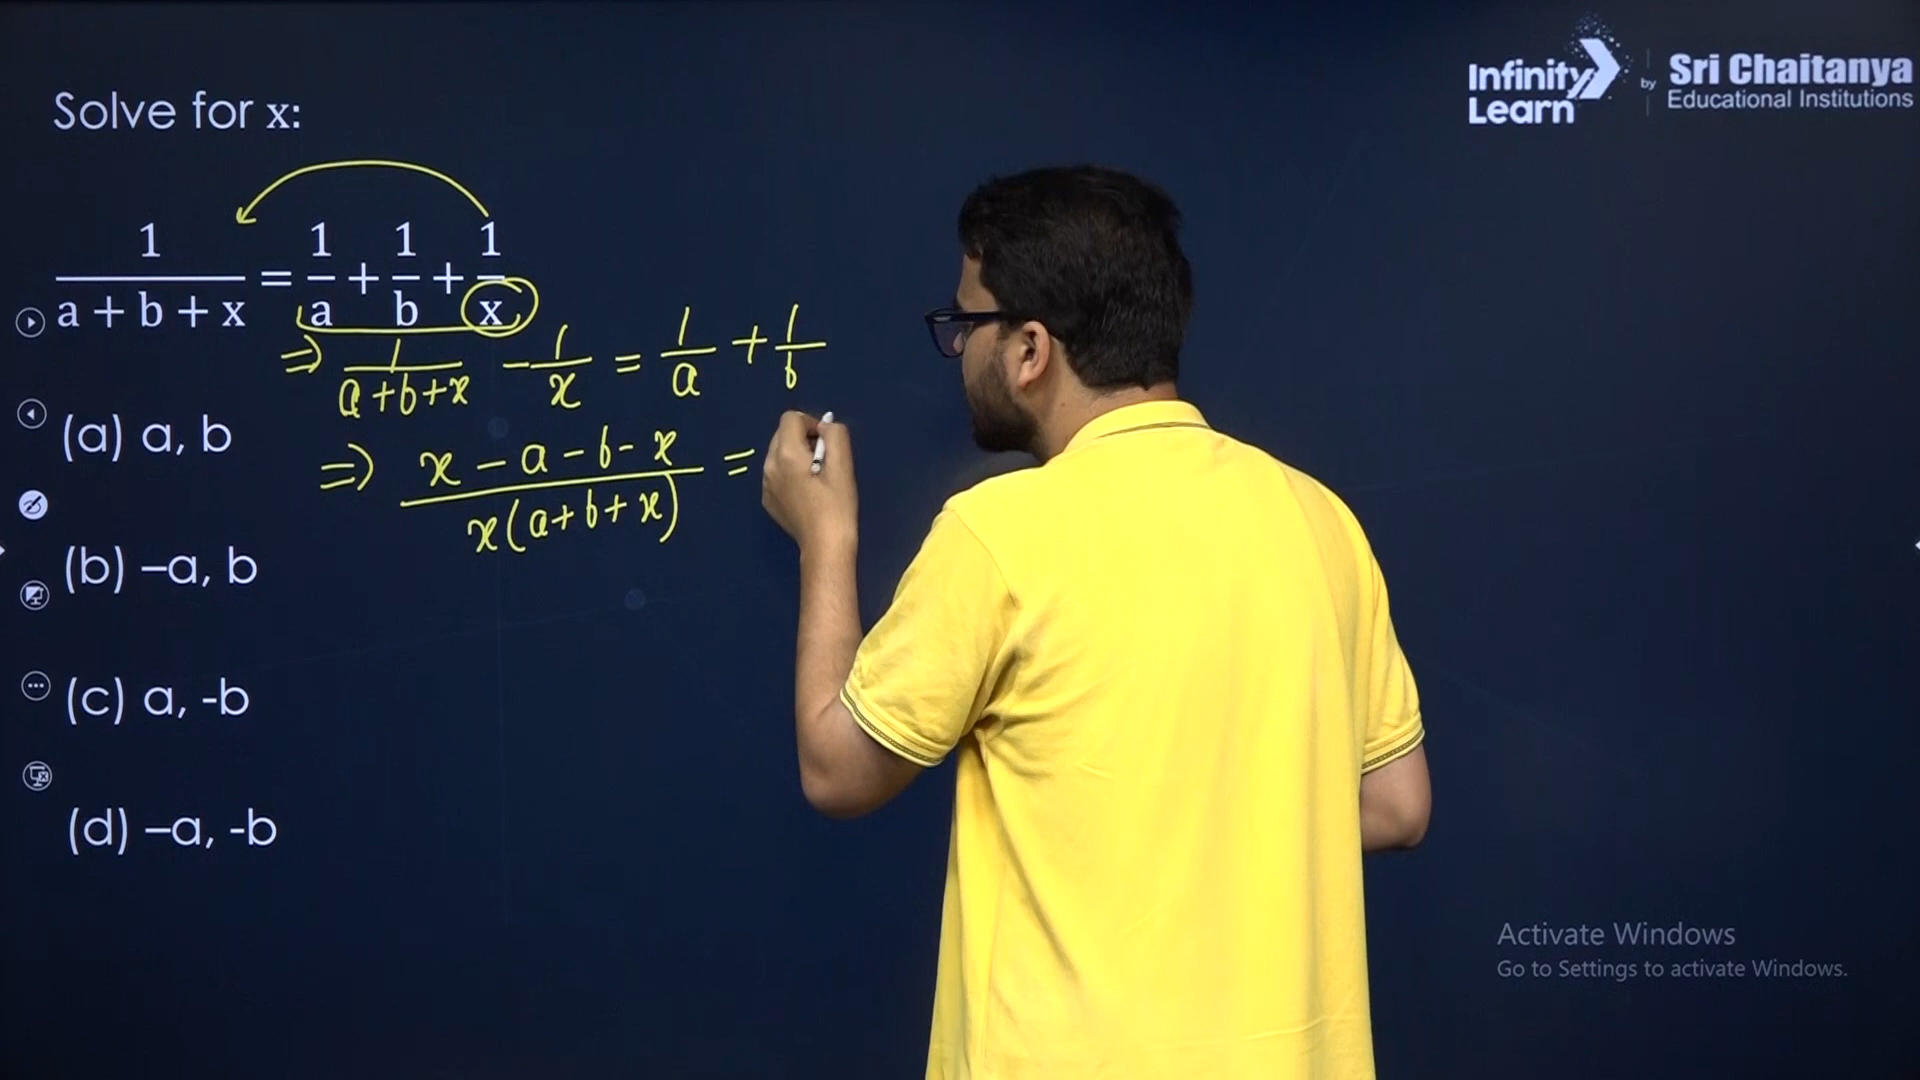 Infinity Learn by Sri Chaitanya Educational Institutions
Solve for x:
1/(a + b + x) = 1/a + 1/b + 1/x
⇒ 1/(a+b+x) - 1/x = 1/a + 1/b
⇒ (x - a - b - x)/(x(a+b+x)) =
(a) a, b
(b) –a, b
(c) a, -b
(d) –a, -b
Activate Windows
Go to Settings to activate Windows.